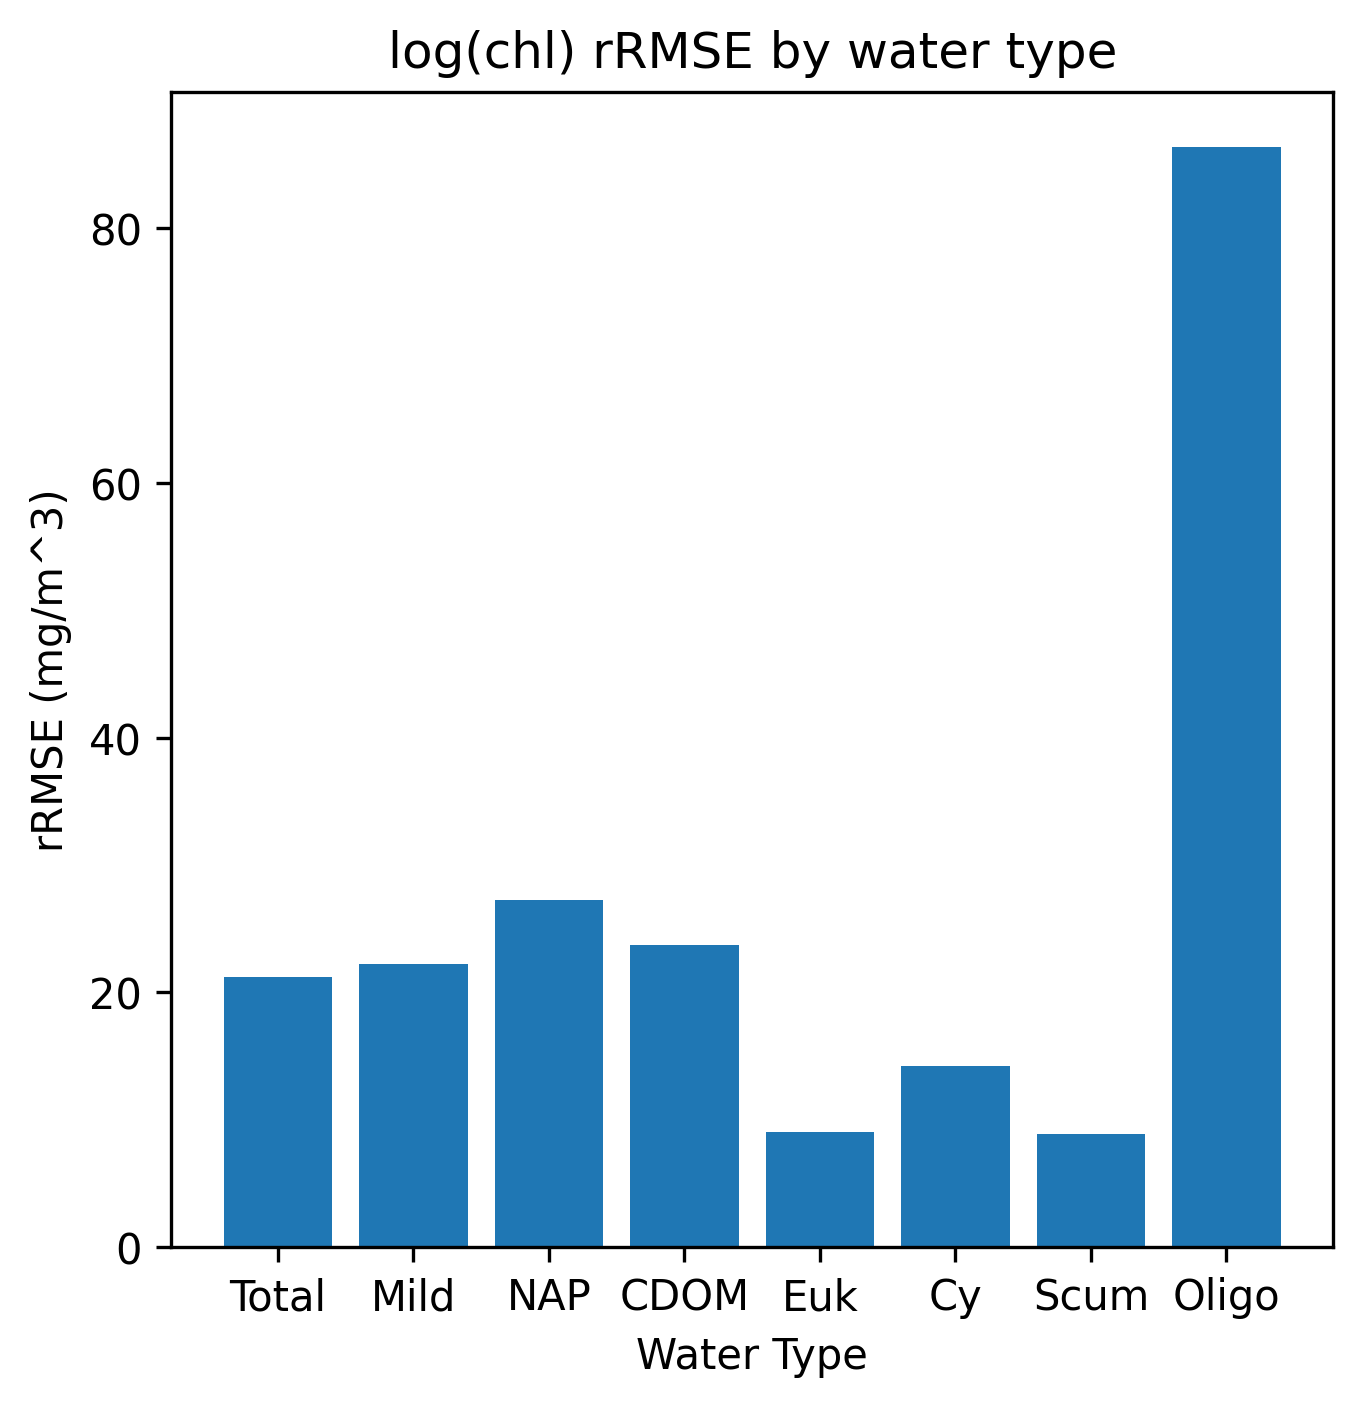 log(chl) rRMSE by water type
rRMSE (mg/m^3)
80
60
40
20
0
Total Mild NAP CDOM Euk Cy Scum Oligo
Water Type